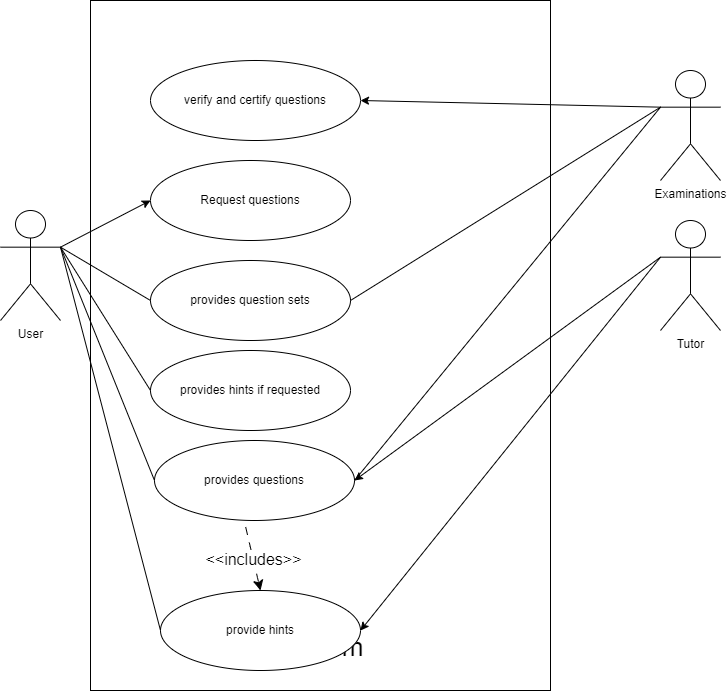 verify and certify questions
Examinations
Request questions
User
provides question sets
Tutor
provides hints if requested
provides questions
<<includes>>
provide hints